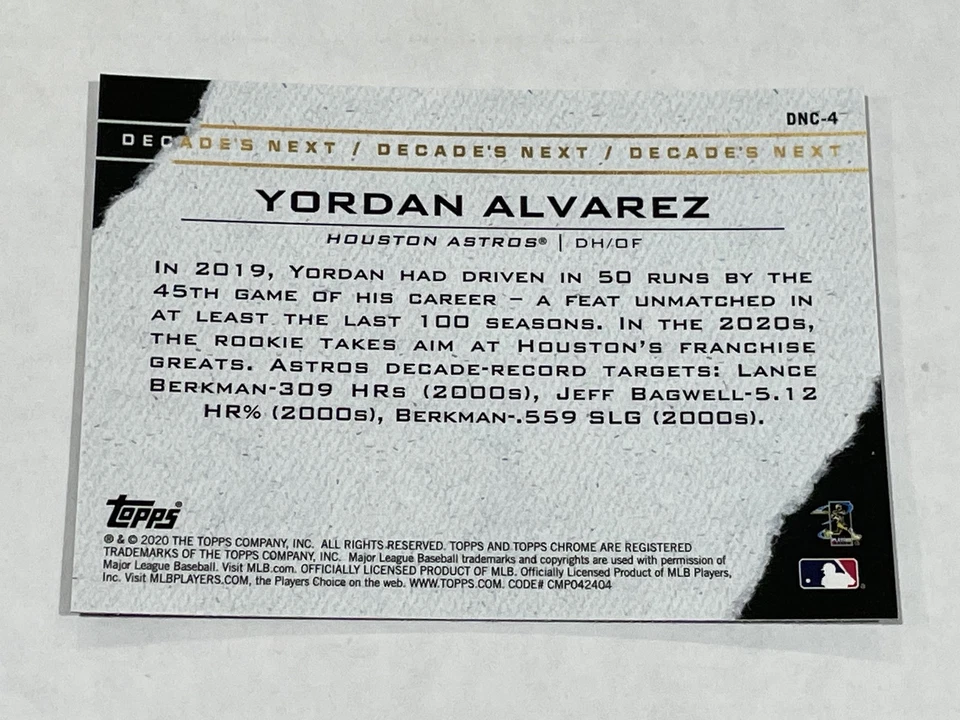 DNC-4
DECADE'S NEXT / DECADE'S NEXT / DECADE'S NEXT
YORDAN ALVAREZ
HOUSTON ASTROS® | DH/OF
IN 2019, YORDAN HAD DRIVEN IN 50 RUNS BY THE
45TH GAME OF HIS CAREER – A FEAT UNMATCHED IN
AT LEAST THE LAST 100 SEASONS. IN THE 2020S,
THE ROOKIE TAKES AIM AT HOUSTON'S FRANCHISE
GREATS. ASTROS DECADE-RECORD TARGETS: LANCE
BERKMAN-309 HRS (2000S), JEFF BAGWELL-5.12
HR% (2000S), BERKMAN-.559 SLG (2000S).
Topps®
® & © 2020 THE TOPPS COMPANY, INC. ALL RIGHTS RESERVED. TOPPS AND TOPPS CHROME ARE REGISTERED
TRADEMARKS OF THE TOPPS COMPANY, INC. Major League Baseball trademarks and copyrights are used with permission of
Major League Baseball. Visit MLB.com. OFFICIALLY LICENSED PRODUCT OF MLB. Officially Licensed Product of MLB Players,
Inc. Visit MLBPLAYERS.COM, the Players Choice on the web. WWW.TOPPS.COM. CODE# CMP042404